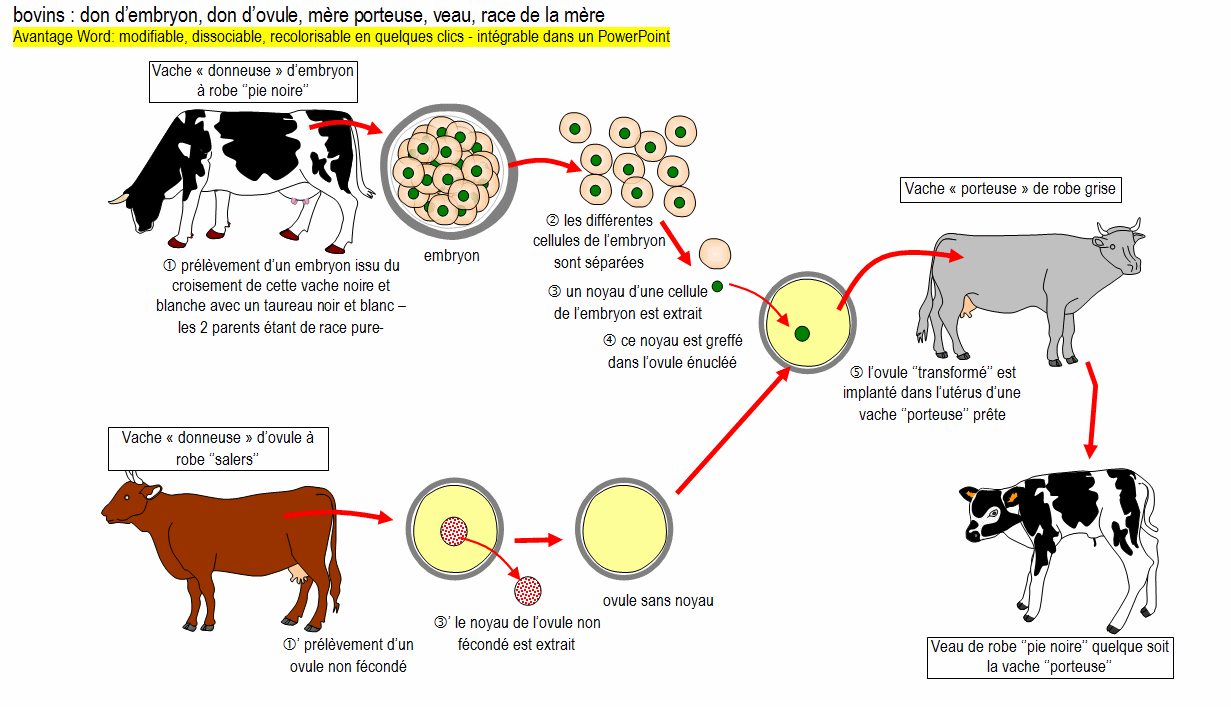 bovins : don d’embryon, don d’ovule, mère porteuse, veau, race de la mère
Avantage Word: modifiable, dissociable, recolorisable en quelques clics - intégrable dans un PowerPoint
Vache « donneuse » d’embryon
à robe “pie noire”
embryon
① prélèvement d’un embryon issu du
croisement de cette vache noire et
blanche avec un taureau noir et blanc –
les 2 parents étant de race pure-
② les différentes
cellules de l’embryon
sont séparées
③ un noyau d’une cellule
de l’embryon est extrait
④ ce noyau est greffé
dans l’ovule énucléé
Vache « porteuse » de robe grise
⑤ l’ovule “transformé” est
implanté dans l’utérus d’une
vache “porteuse” prête
Vache « donneuse » d’ovule à
robe “salers”
①’ prélèvement d’un
ovule non fécondé
③’ le noyau de l’ovule non
fécondé est extrait
ovule sans noyau
Veau de robe “pie noire” quelque soit
la vache “porteuse”